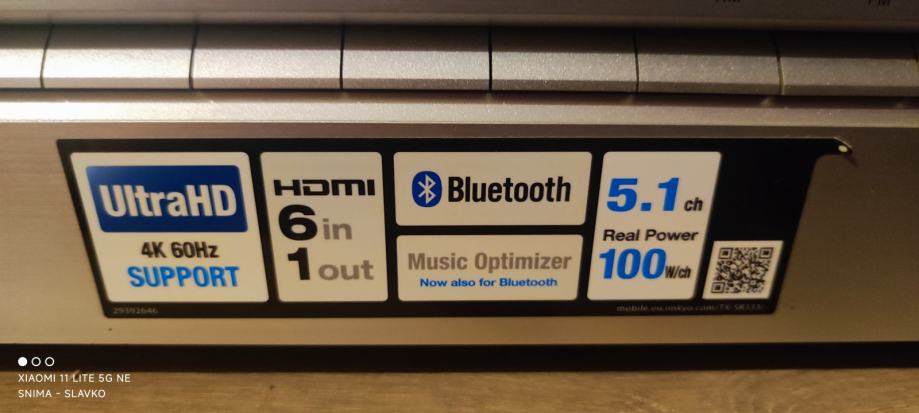 UltraHD
4K 60Hz
SUPPORT
HDMI
6 in
1 out
Bluetooth
Music Optimizer
Now also for Bluetooth
5.1 ch
Real Power
100 W/ch
29392646
XIAOMI 11 LITE 5G NE
SNIMA - SLAVKO